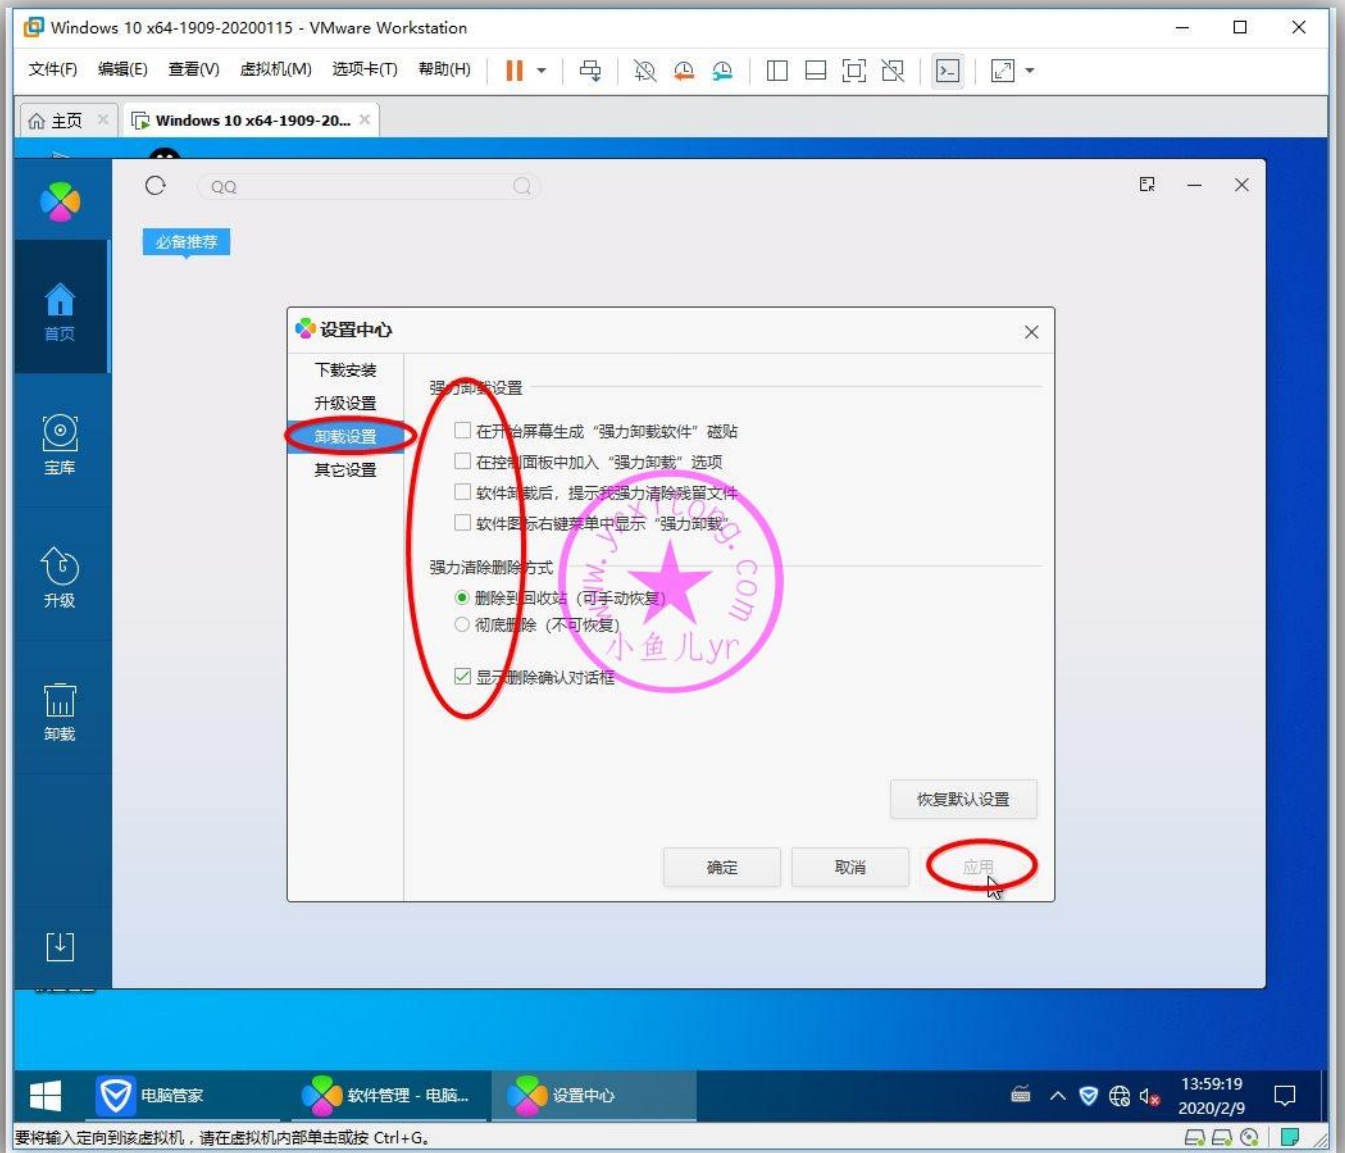 Windows 10 x64-1909-20200115 - VMware Workstation
文件(F) 编辑(E) 查看(V) 虚拟机(M) 选项卡(T) 帮助(H)
主页 Windows 10 x64-1909-20...
QQ
必备推荐
首页
宝库
升级
卸载
设置中心
下载安装
升级设置
卸载设置
其它设置
强力卸载设置
在开始屏幕生成“强力卸载软件”磁贴
在控制面板中加入“强力卸载”选项
软件卸载后，提示我强力清除残留文件
软件图标右键菜单中显示“强力卸载”
强力清除删除方式
删除到回收站（可手动恢复）
彻底删除（不可恢复）
显示删除确认对话框
www.yrxitong.com
小鱼儿yr
恢复默认设置
确定 取消 应用
电脑管家 软件管理 - 电脑... 设置中心
13:59:19
2020/2/9
要将输入定向到该虚拟机，请在虚拟机内部单击或按 Ctrl+G。